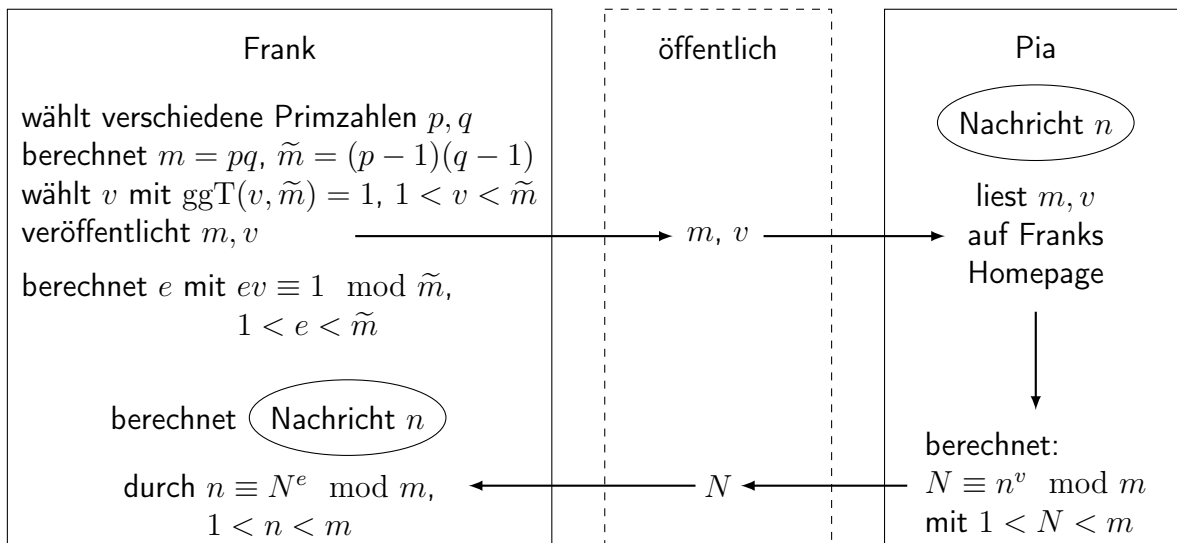 Frank
wählt verschiedene Primzahlen p, q
berechnet m = pq, m̃ = (p − 1)(q − 1)
wählt v mit ggT(v, m̃) = 1, 1 < v < m̃
veröffentlicht m, v
berechnet e mit ev ≡ 1 mod m̃,
1 < e < m̃
berechnet Nachricht n
durch n ≡ N^e mod m,
1 < n < m
öffentlich
m, v
N
Pia
Nachricht n
liest m, v
auf Franks
Homepage
berechnet:
N ≡ n^v mod m
mit 1 < N < m